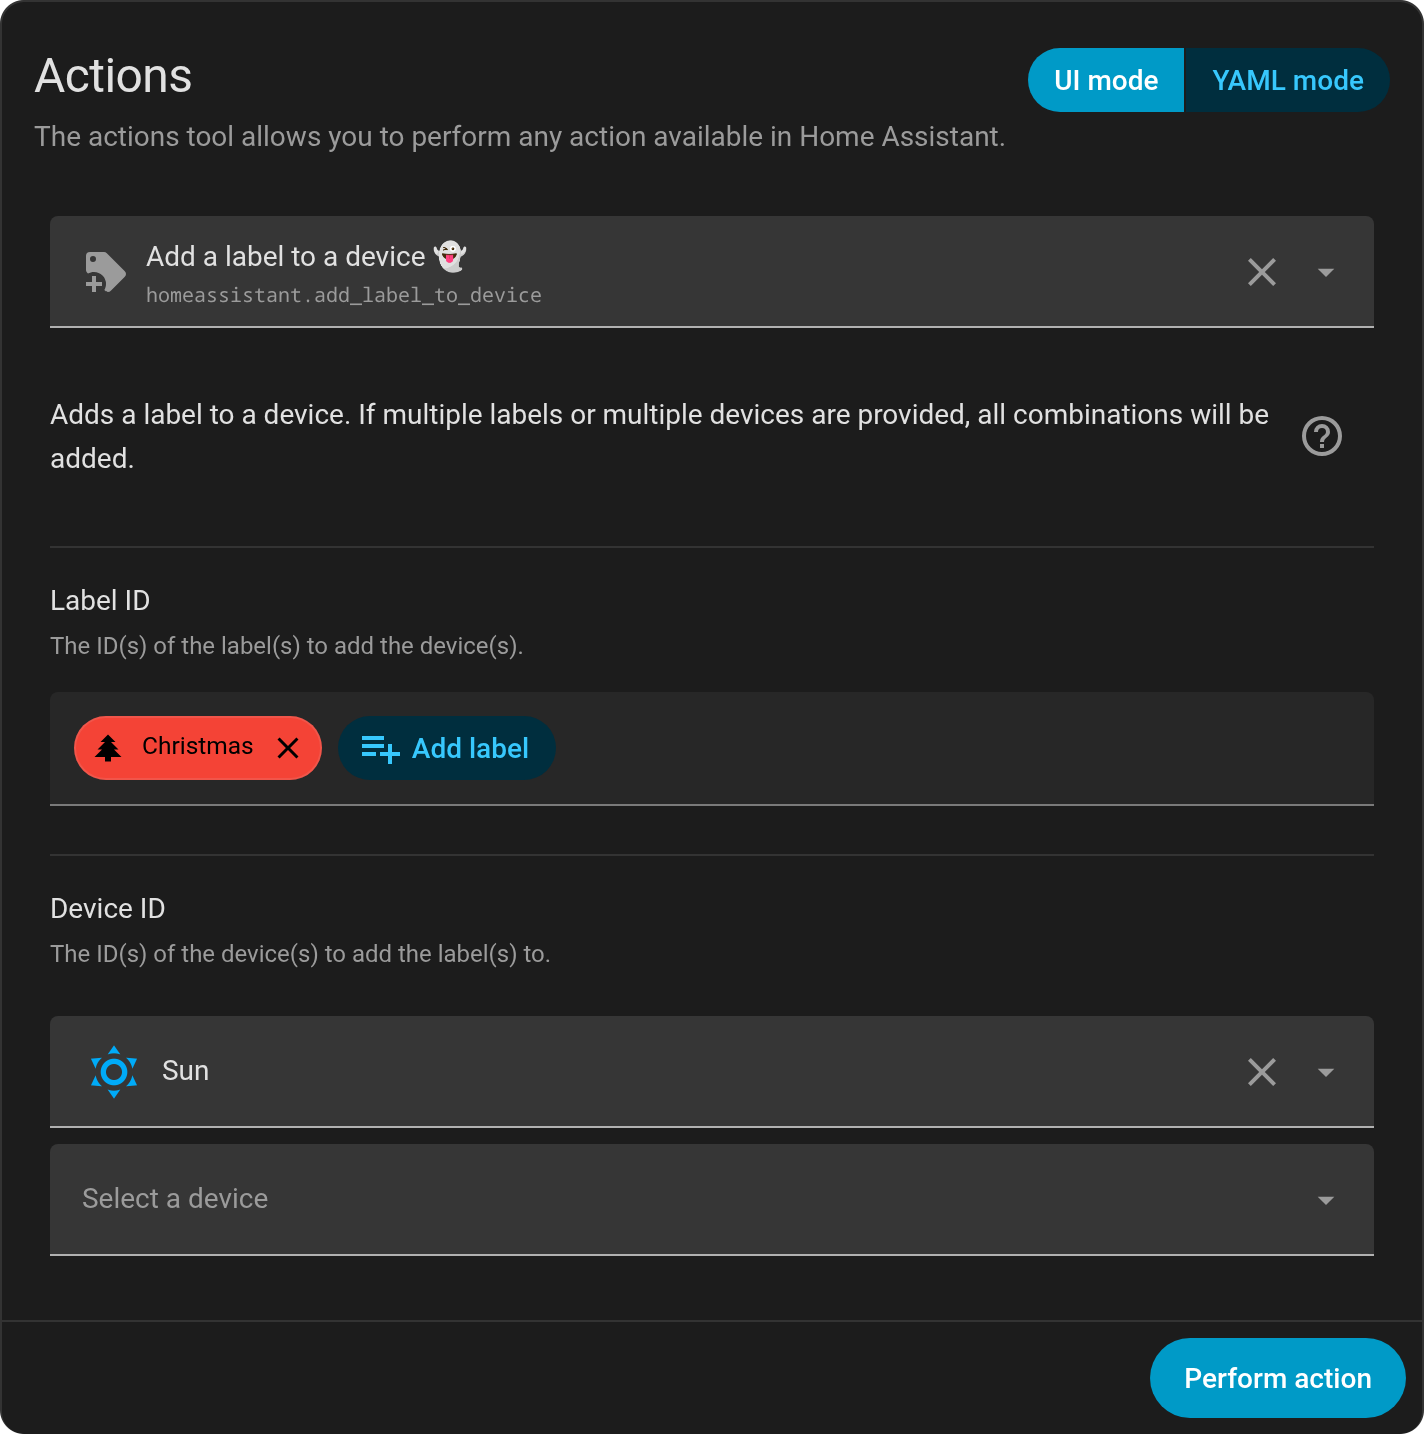 Actions
UI mode
YAML mode
The actions tool allows you to perform any action available in Home Assistant.
Add a label to a device 👻
homeassistant.add_label_to_device
Adds a label to a device. If multiple labels or multiple devices are provided, all combinations will be
added.
Label ID
The ID(s) of the label(s) to add the device(s).
Christmas
Add label
Device ID
The ID(s) of the device(s) to add the label(s) to.
Sun
Select a device
Perform action